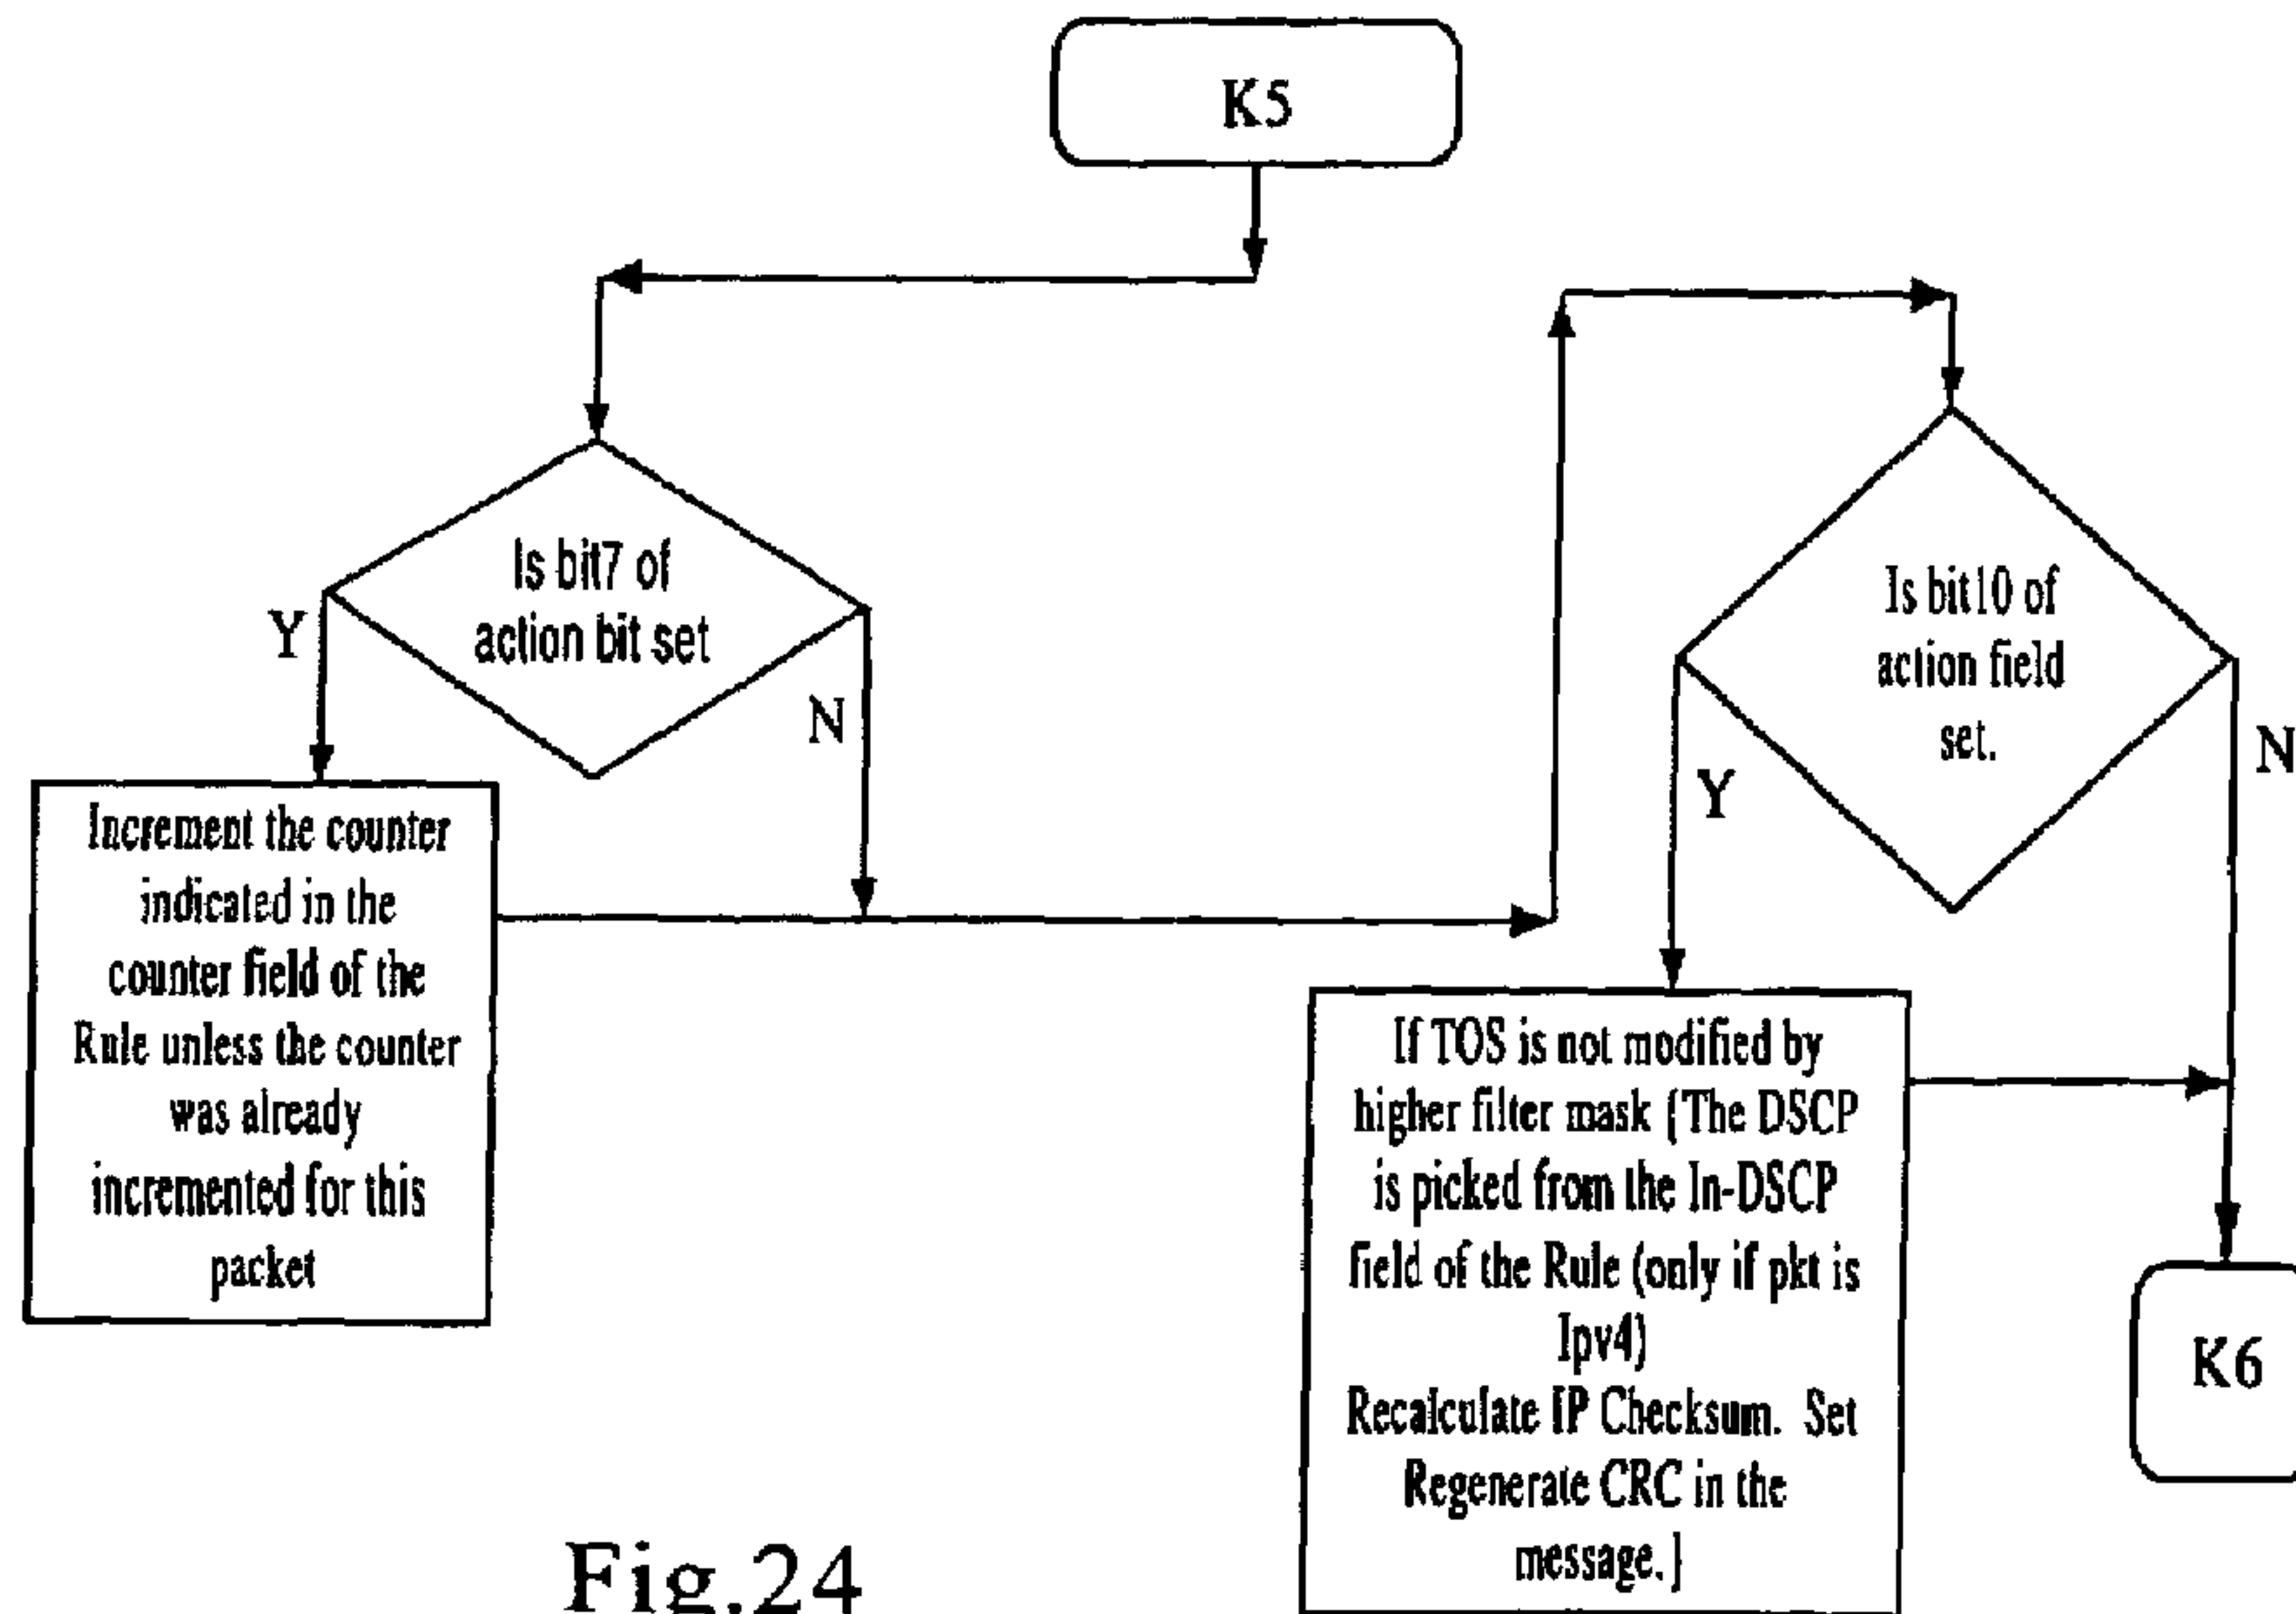 K5
Is bit7 of
action bit set
Y
N
Increment the counter
indicated in the
counter field of the
Rule unless the counter
was already
incremented for this
packet
Is bit10 of
action field
set.
Y
N
If TOS is not modified by
higher filter mask {The DSCP
is picked from the In-DSCP
field of the Rule (only if pkt is
Ipv4)
Recalculate IP Checksum. Set
Regenerate CRC in the
message.}
K6
Fig.24